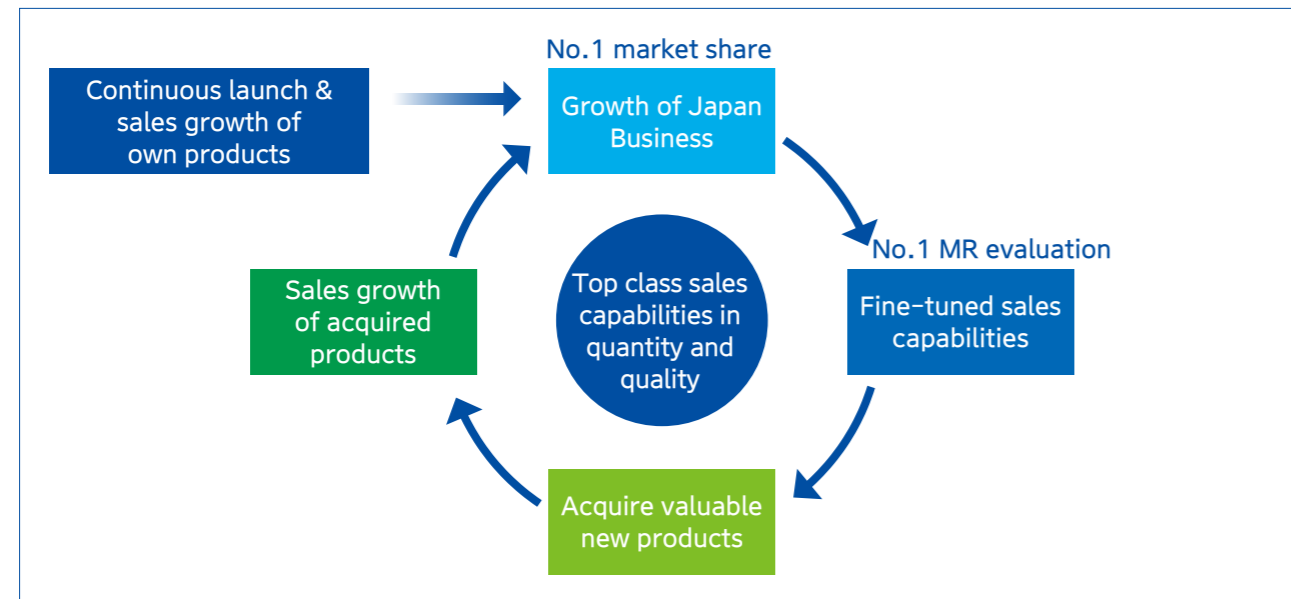 No.1 market share
Continuous launch &
sales growth of
own products
Growth of Japan
Business
No.1 MR evaluation
Fine-tuned sales
capabilities
Top class sales
capabilities in
quantity and
quality
Sales growth
of acquired
products
Acquire valuable
new products